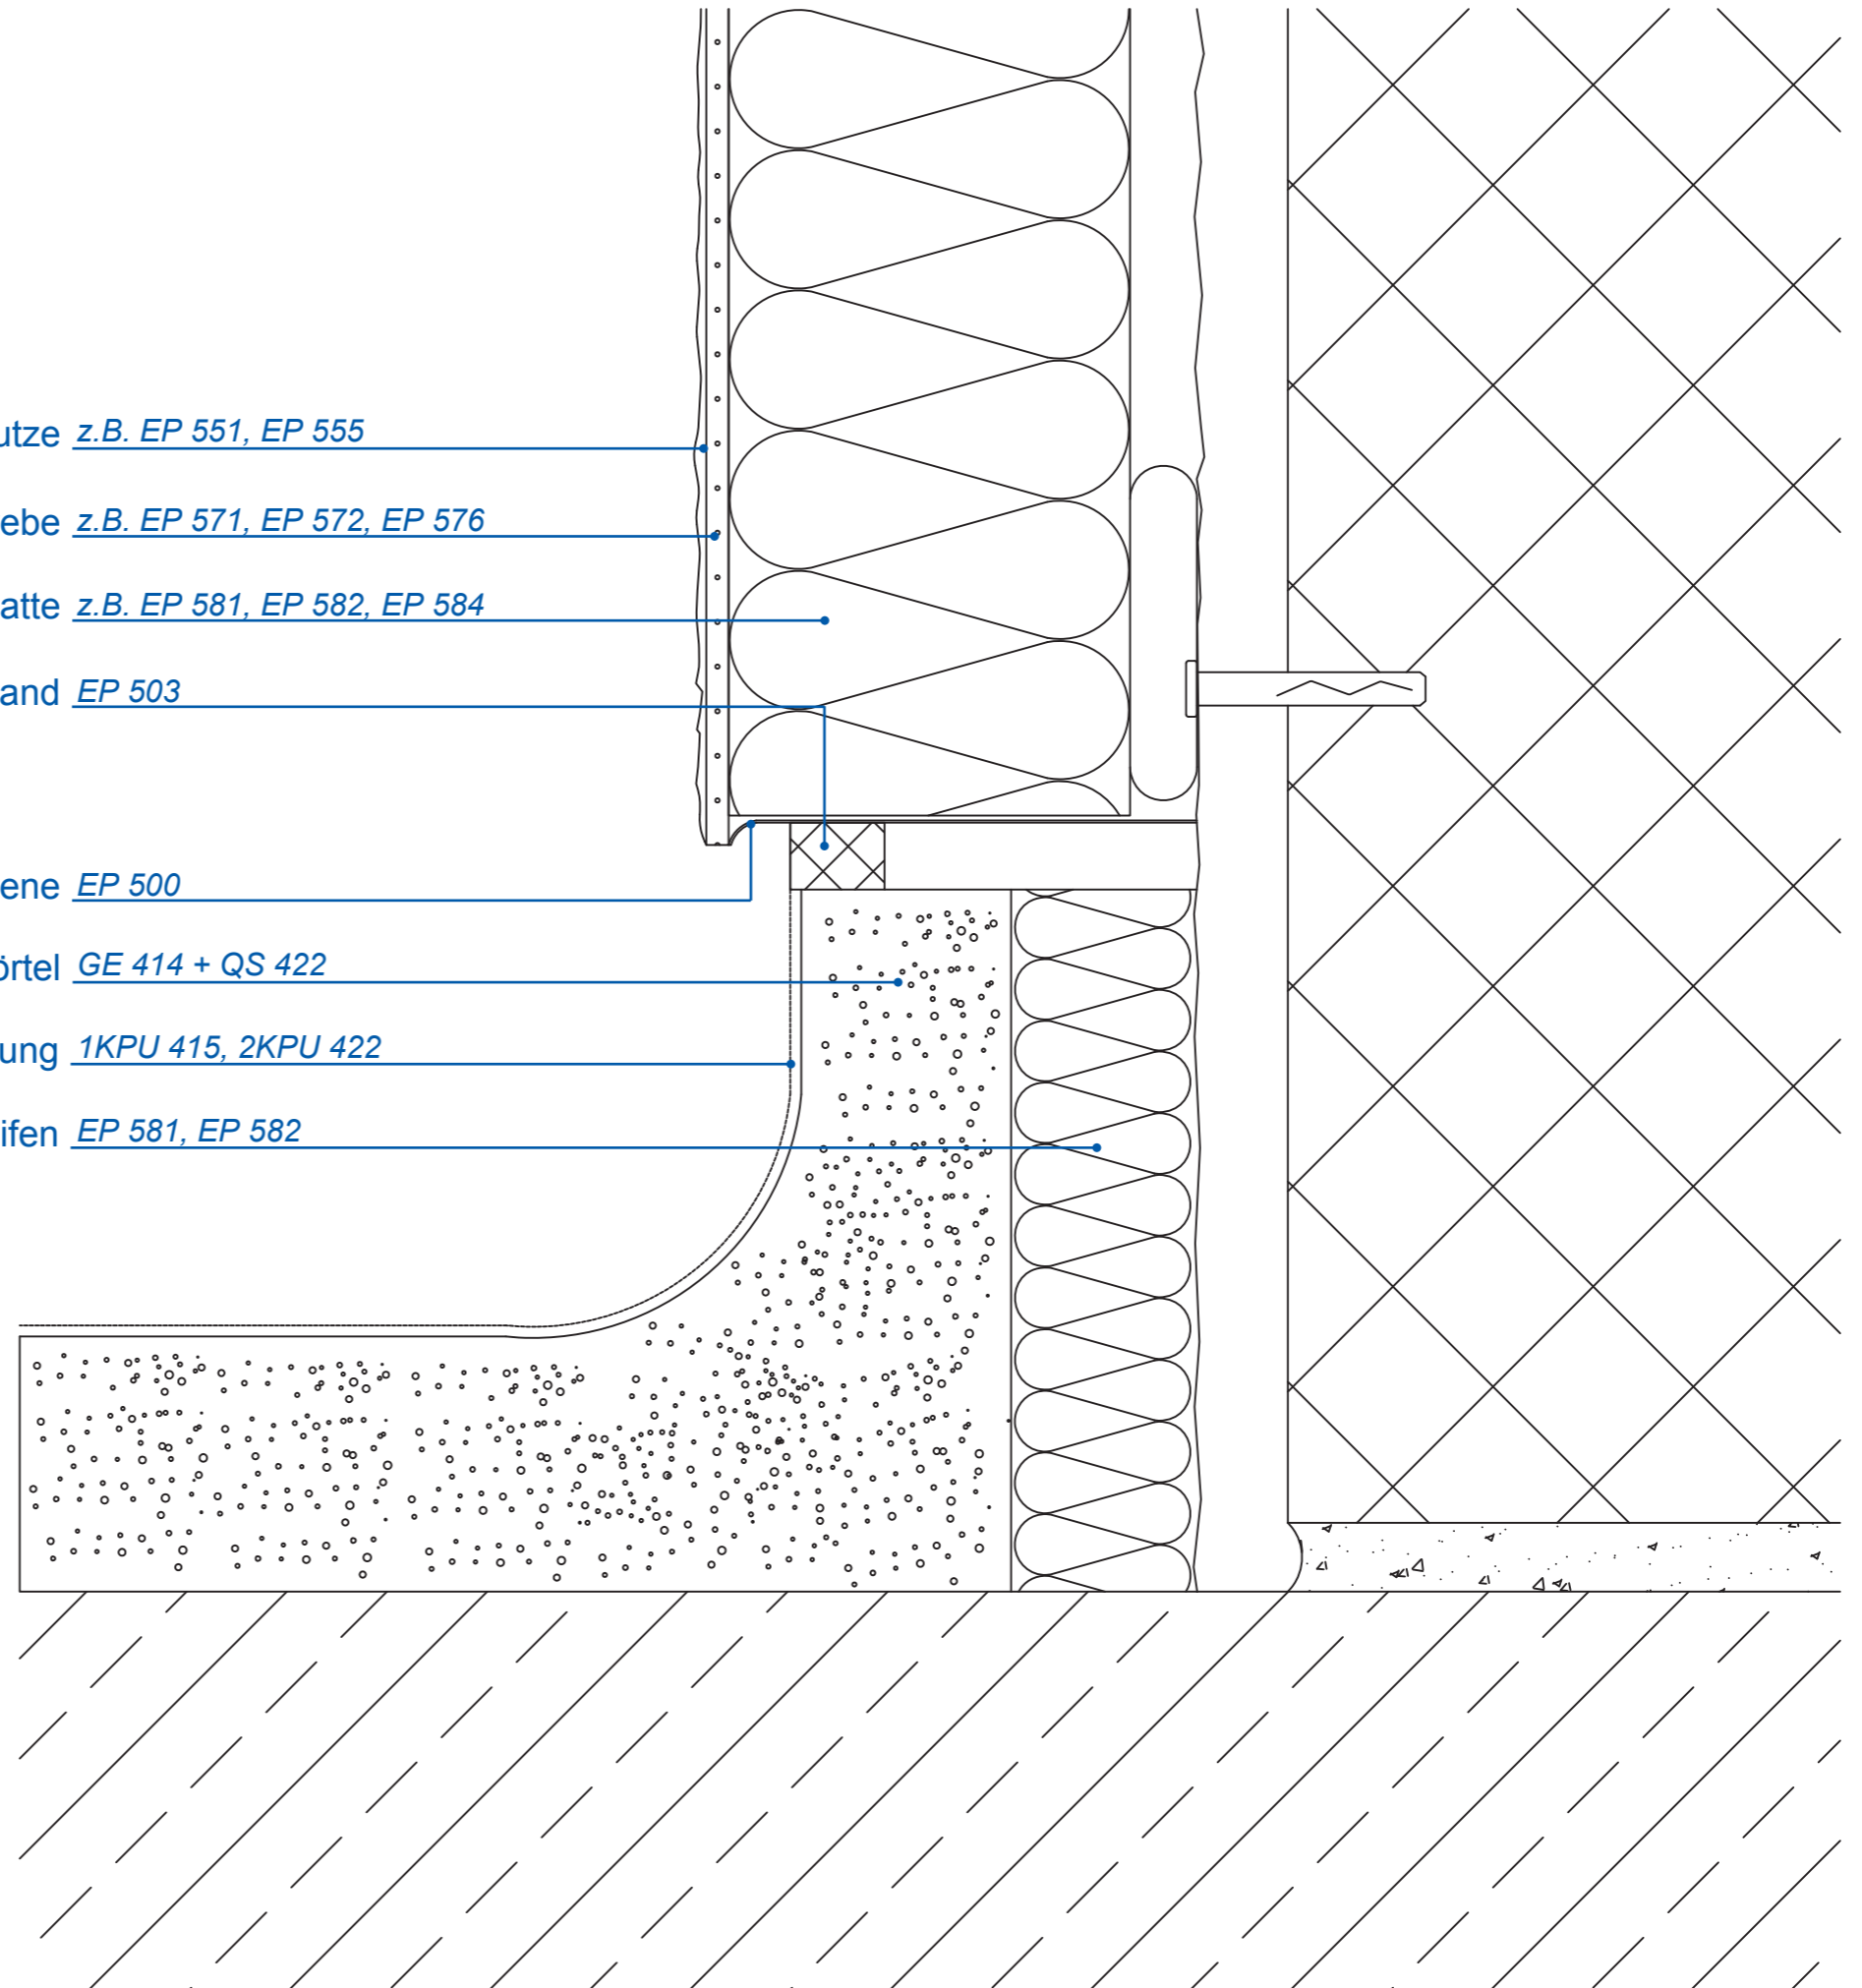 utze z.B. EP 551, EP 555
ebe z.B. EP 571, EP 572, EP 576
atte z.B. EP 581, EP 582, EP 584
and EP 503
ene EP 500
örtel GE 414 + QS 422
ung 1KPU 415, 2KPU 422
ifen EP 581, EP 582